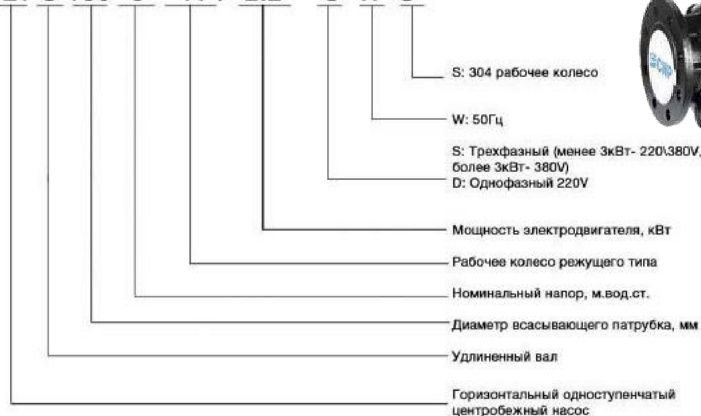 S: 304 рабочее колесо
CNP
W: 50Гц
S: Трехфазный (менее 3кВт- 220\380V,
более 3кВт- 380V)
D: Однофазный 220V
Мощность электродвигателя, кВт
Рабочее колесо режущего типа
Номинальный напор, м.вод.ст.
Диаметр всасывающего патрубка, мм
Удлиненный вал
Горизонтальный одноступенчатый
центробежный насос